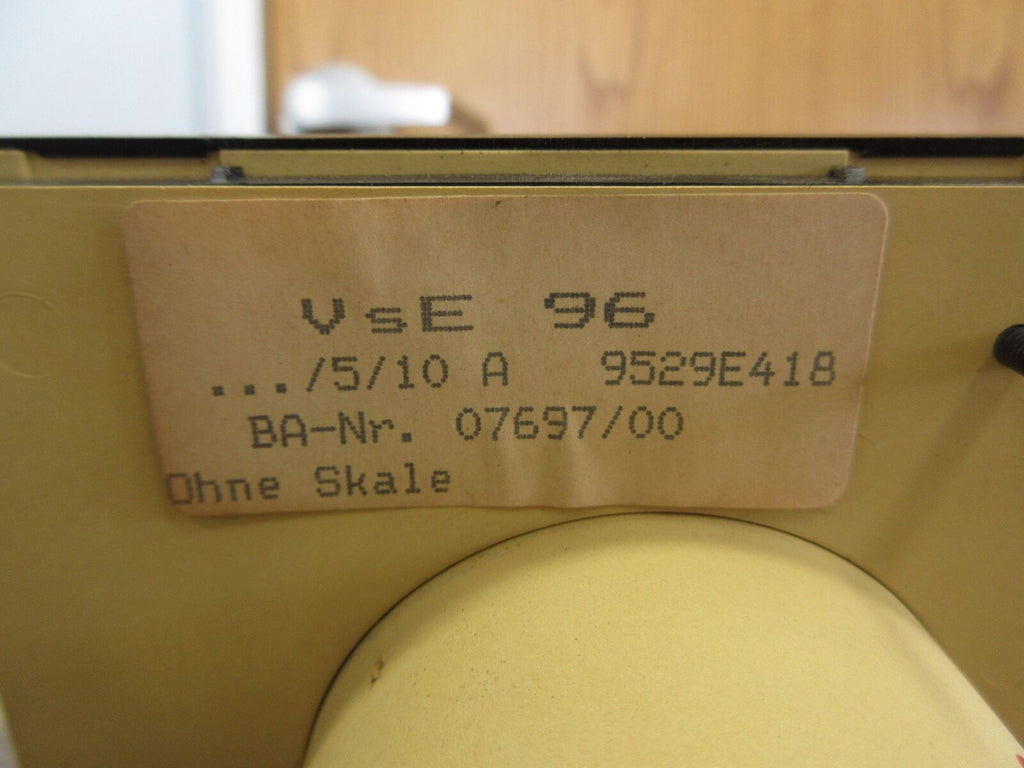 VsE 96
.../5/10 A 9529E418
BA-Nr. 07697/00
Ohne Skale